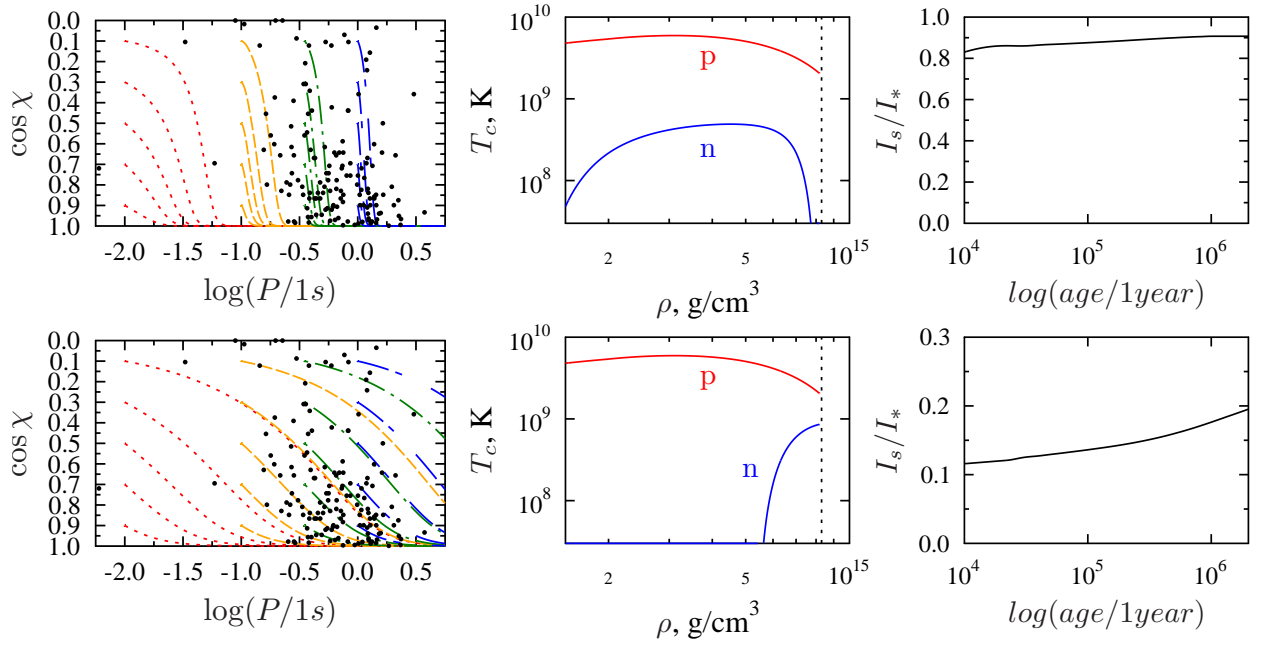 0.0
0.1
0.2
0.3
0.4
0.5
0.6
0.7
0.8
0.9
1.0
cos χ
-2.0 -1.5 -1.0 -0.5 0.0 0.5
log(P/1s)
10^10
10^9
10^8
T_c, K
p
n
2 5 10^15
ρ, g/cm^3
1.0
0.8
0.6
0.4
0.2
0.0
I_s/I_*
10^4 10^5 10^6
log(age/1year)
0.0
0.1
0.2
0.3
0.4
0.5
0.6
0.7
0.8
0.9
1.0
cos χ
-2.0 -1.5 -1.0 -0.5 0.0 0.5
log(P/1s)
10^10
10^9
10^8
T_c, K
p
n
2 5 10^15
ρ, g/cm^3
0.3
0.2
0.1
0.0
I_s/I_*
10^4 10^5 10^6
log(age/1year)